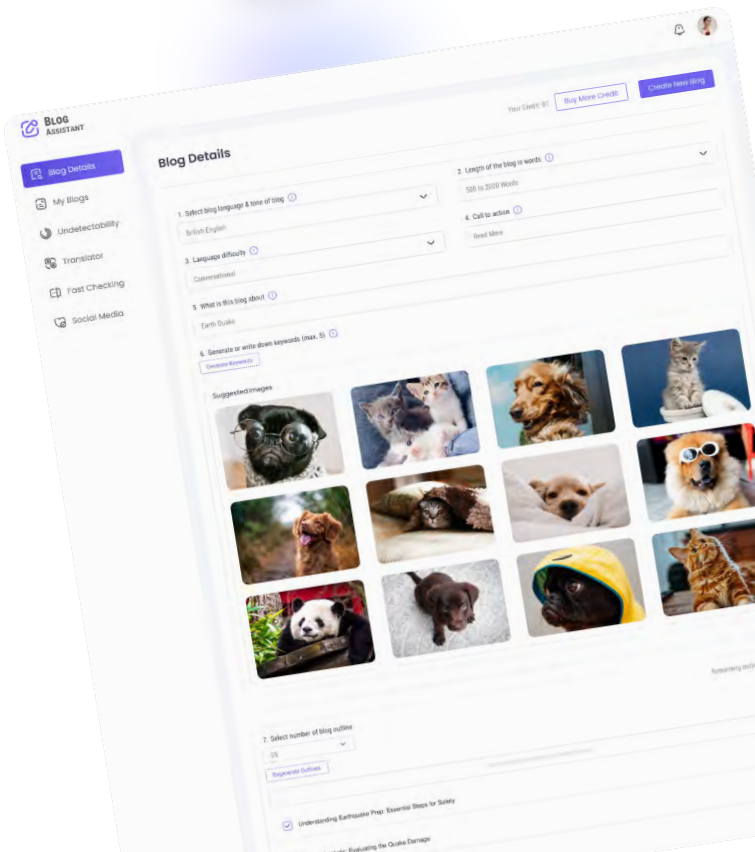 BLOG
ASSISTANT
Your Credit: 01
Buy More Credit
Create New Blog
Blog Details
My Blogs
Undetectability
Translator
Fast Checking
Social Media
Blog Details
1. Select blog language & tone of blog
British English
2. Length of the blog in words
500 to 2000 Words
3. Language difficulty
Conversational
4. Call to action
Read More
5. What is this blog about
Earth Quake
6. Generate or write down keywords (max. 5)
Generate Keywords
Suggested images
Remaining
7. Select number of blog outline
05
Regenerate Outlines
Understanding Earthquake Prep: Essential Steps for Safety
Evaluating the Quake Damage